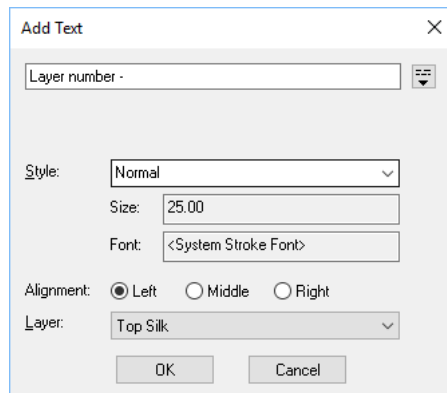 Add Text
Layer number -
Style: Normal
Size: 25.00
Font: <System Stroke Font>
Alignment: Left Middle Right
Layer: Top Silk
OK Cancel